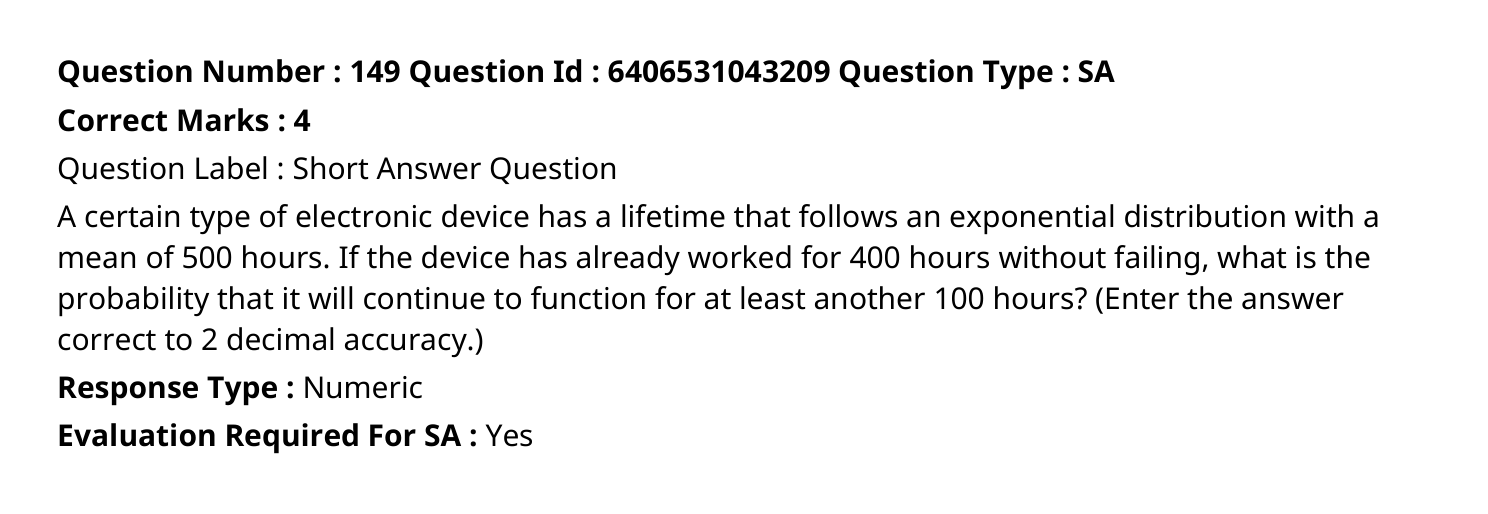 Question Number : 149 Question Id : 6406531043209 Question Type : SA
Correct Marks : 4
Question Label : Short Answer Question
A certain type of electronic device has a lifetime that follows an exponential distribution with a
mean of 500 hours. If the device has already worked for 400 hours without failing, what is the
probability that it will continue to function for at least another 100 hours? (Enter the answer
correct to 2 decimal accuracy.)
Response Type : Numeric
Evaluation Required For SA : Yes